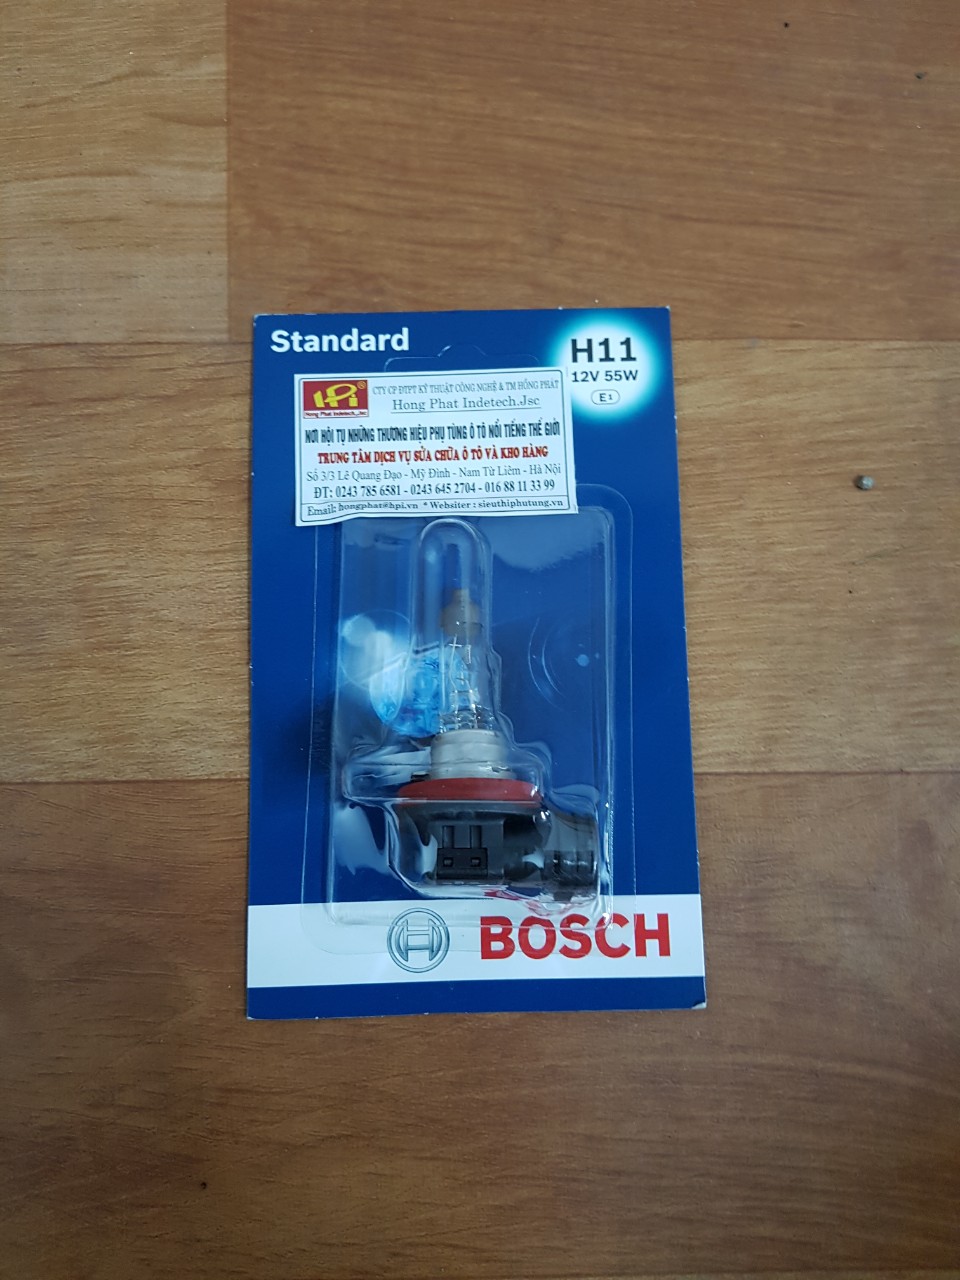 Standard
H11
12V 55W
E1
HPi®
Hong Phat Indetech.,Jsc
CTY CP ĐTPT KỸ THUẬT CÔNG NGHỆ & TM HỒNG PHÁT
Hong Phat Indetech.Jsc
NƠI HỘI TỤ NHỮNG THƯƠNG HIỆU PHỤ TÙNG Ô TÔ NỔI TIẾNG THẾ GIỚI
TRUNG TÂM DỊCH VỤ SỬA CHỮA Ô TÔ VÀ KHO HÀNG
Số 3/3 Lê Quang Đạo - Mỹ Đình - Nam Từ Liêm - Hà Nội
ĐT: 0243 785 6581 - 0243 645 2704 - 016 88 11 33 99
Email: hongphat@hpi.vn * Websiter : sieuthiphutung.vn
BOSCH